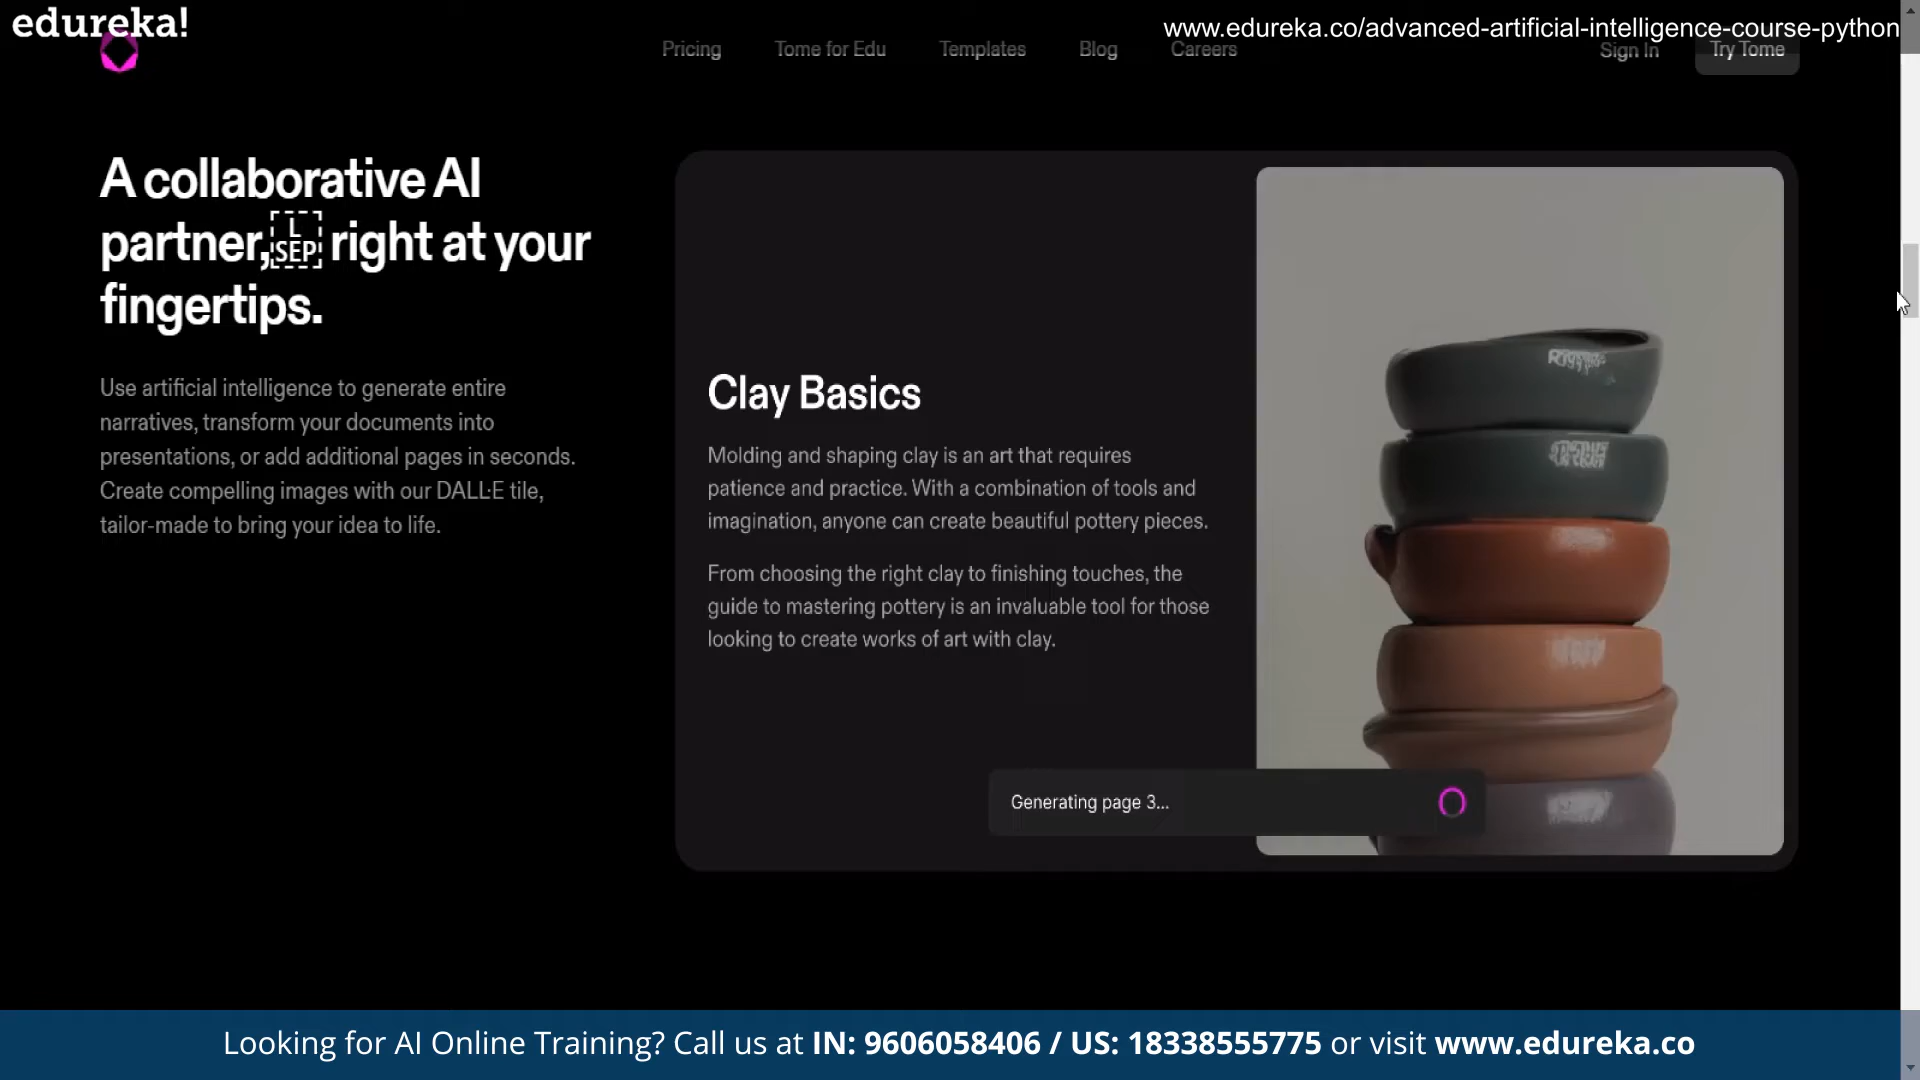 edureka!
www.edureka.co/advanced-artificial-intelligence-course-python
Pricing Tome for Edu Templates Blog Careers Sign In Try Tome
A collaborative AI
partner, L SEP right at your
fingertips.
Use artificial intelligence to generate entire
narratives, transform your documents into
presentations, or add additional pages in seconds.
Create compelling images with our DALL·E tile,
tailor-made to bring your idea to life.
Clay Basics
Molding and shaping clay is an art that requires
patience and practice. With a combination of tools and
imagination, anyone can create beautiful pottery pieces.
From choosing the right clay to finishing touches, the
guide to mastering pottery is an invaluable tool for those
looking to create works of art with clay.
Generating page 3...
Looking for AI Online Training? Call us at IN: 9606058406 / US: 18338555775 or visit www.edureka.co